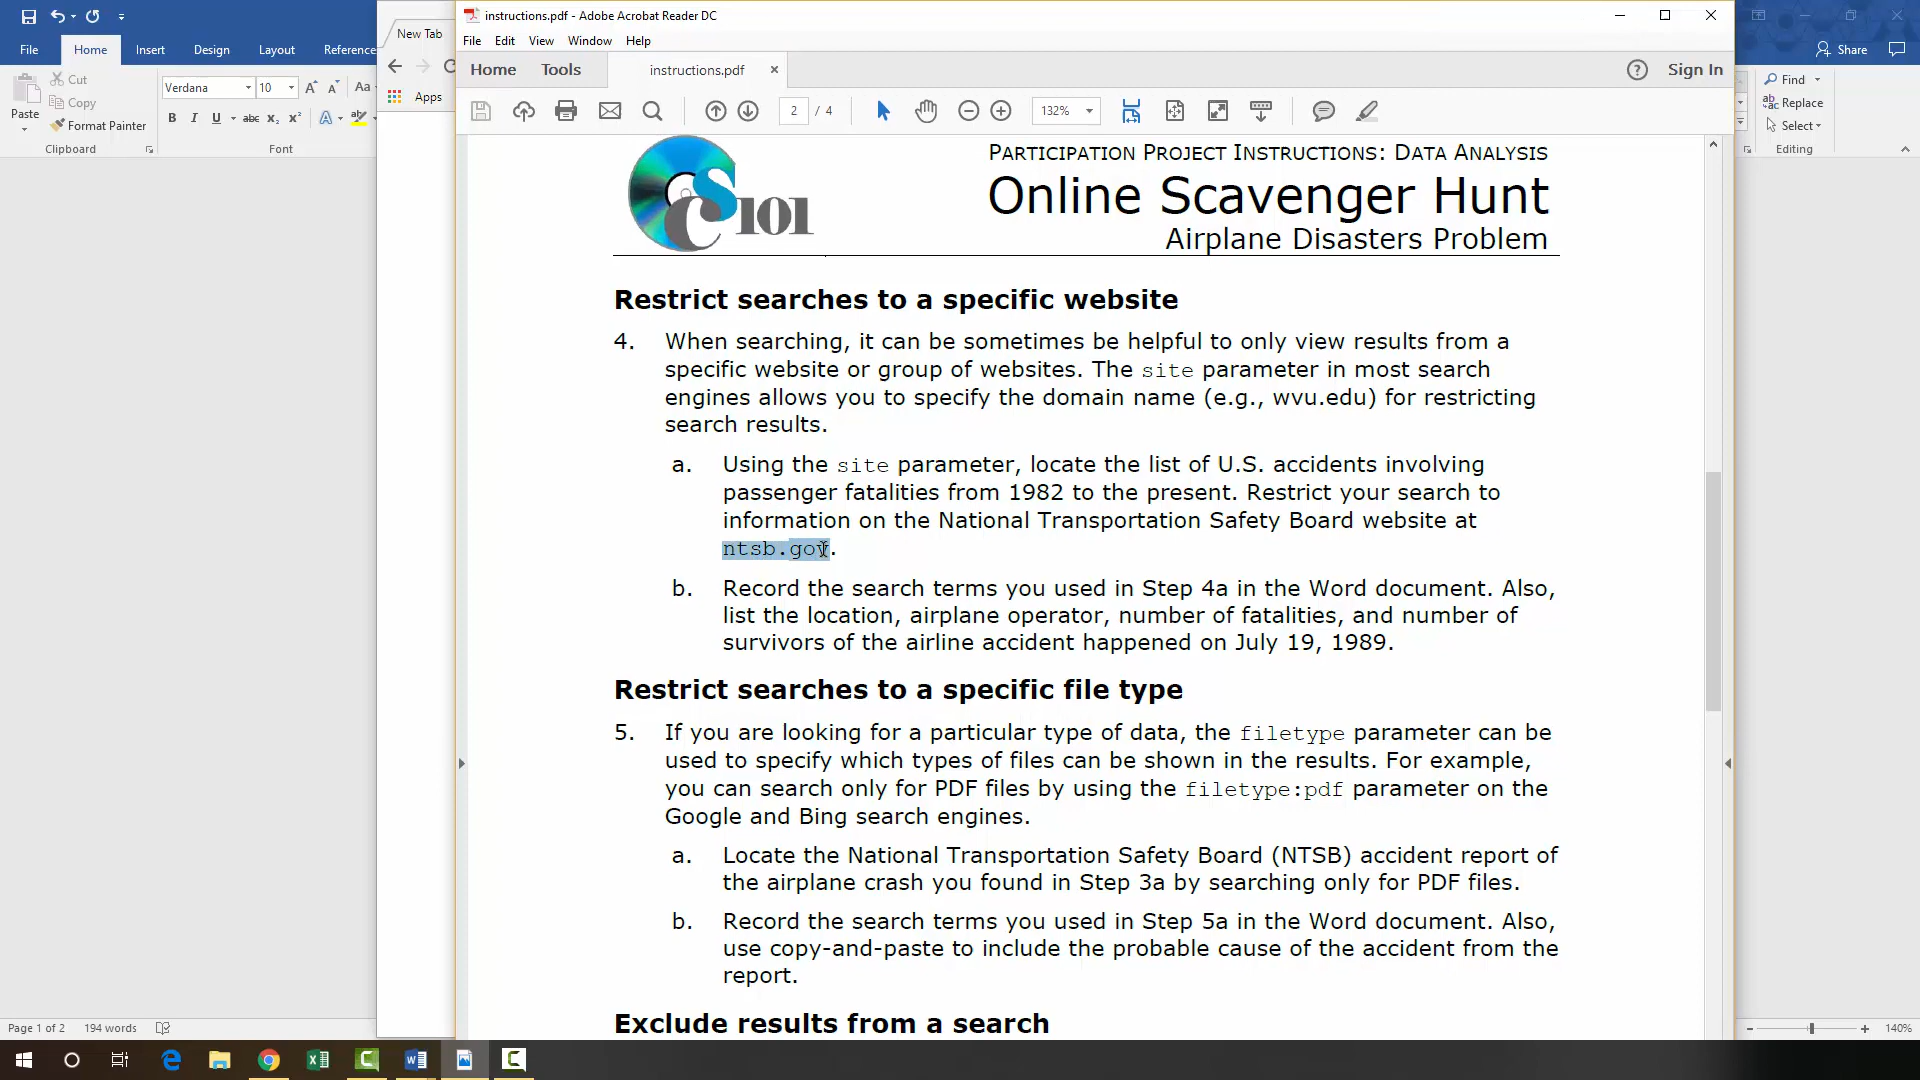 instructions.pdf - Adobe Acrobat Reader DC
File Home Insert Design Layout Reference
Share
Cut
Copy
Format Painter
Paste
Clipboard
Verdana 10
Aa
B I U abc x₂ x² A ab
Font
New Tab
Apps
File Edit View Window Help
Home Tools instructions.pdf × ? Sign In
2 / 4 132%
Find
Replace
Select
Editing
CS101
PARTICIPATION PROJECT INSTRUCTIONS: DATA ANALYSIS
Online Scavenger Hunt
Airplane Disasters Problem
Restrict searches to a specific website
4. When searching, it can be sometimes be helpful to only view results from a
specific website or group of websites. The site parameter in most search
engines allows you to specify the domain name (e.g., wvu.edu) for restricting
search results.
a. Using the site parameter, locate the list of U.S. accidents involving
passenger fatalities from 1982 to the present. Restrict your search to
information on the National Transportation Safety Board website at
ntsb.gov.
b. Record the search terms you used in Step 4a in the Word document. Also,
list the location, airplane operator, number of fatalities, and number of
survivors of the airline accident happened on July 19, 1989.
Restrict searches to a specific file type
5. If you are looking for a particular type of data, the filetype parameter can be
used to specify which types of files can be shown in the results. For example,
you can search only for PDF files by using the filetype:pdf parameter on the
Google and Bing search engines.
a. Locate the National Transportation Safety Board (NTSB) accident report of
the airplane crash you found in Step 3a by searching only for PDF files.
b. Record the search terms you used in Step 5a in the Word document. Also,
use copy-and-paste to include the probable cause of the accident from the
report.
Exclude results from a search
Page 1 of 2 194 words
140%